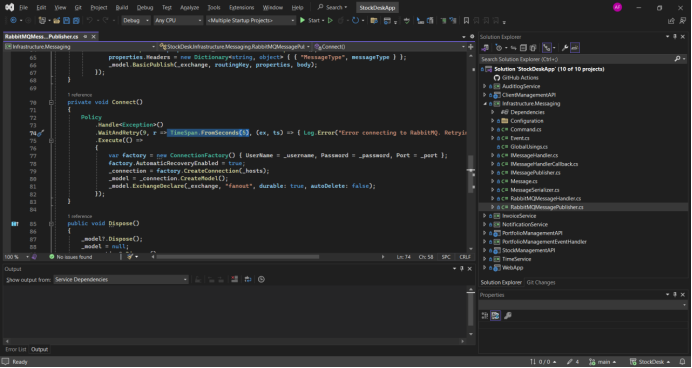 File Edit View Git Project Build Debug Test Analyze Tools Extensions Window Help Search StockDeskApp
Debug Any CPU <Multiple Startup Projects> Start
RabbitMQMess...Publisher.cs
Infrastructure.Messaging StockDesk.Infrastructure.Messaging.RabbitMQMessagePul Connect()
65 properties.Headers = new Dictionary<string, object> { { "MessageType", messageType } };
66 _model.BasicPublish(_exchange, routingKey, properties, body);
67 });
68 }
69
1 reference
70 private void Connect()
71 {
72 Policy
73 .Handle<Exception>()
74 .WaitAndRetry(9, r => TimeSpan.FromSeconds(5), (ex, ts) => { Log.Error("Error connecting to RabbitMQ. Retryin
75 .Execute(() =>
76 {
77 var factory = new ConnectionFactory() { UserName = _username, Password = _password, Port = _port };
78 factory.AutomaticRecoveryEnabled = true;
79 _connection = factory.CreateConnection(_hosts);
80 _model = _connection.CreateModel();
81 _model.ExchangeDeclare(_exchange, "fanout", durable: true, autoDelete: false);
82 });
83 }
84
1 reference
85 public void Dispose()
86 {
87 _model?.Dispose();
88 _model = null;
100 % No issues found Ln: 74 Ch: 58 SPC CRLF
Output
Show output from: Service Dependencies
Error List Output
Solution Explorer
Search Solution Explorer (Ctrl+;)
Solution 'StockDeskApp' (10 of 10 projects)
GitHub Actions
AuditlogService
ClientManagementAPI
Infrastructure.Messaging
Dependencies
Configuration
Command.cs
Event.cs
GlobalUsings.cs
IMessageHandler.cs
IMessageHandlerCallback.cs
IMessagePublisher.cs
Message.cs
MessageSerializer.cs
RabbitMQMessageHandler.cs
RabbitMQMessagePublisher.cs
InvoiceService
NotificationService
PortfolioManagementAPI
PortfolioManagementEventHandler
StockManagementAPI
TimeService
WebApp
Solution Explorer Git Changes
Properties
Ready 0 / 0 4 main StockDesk